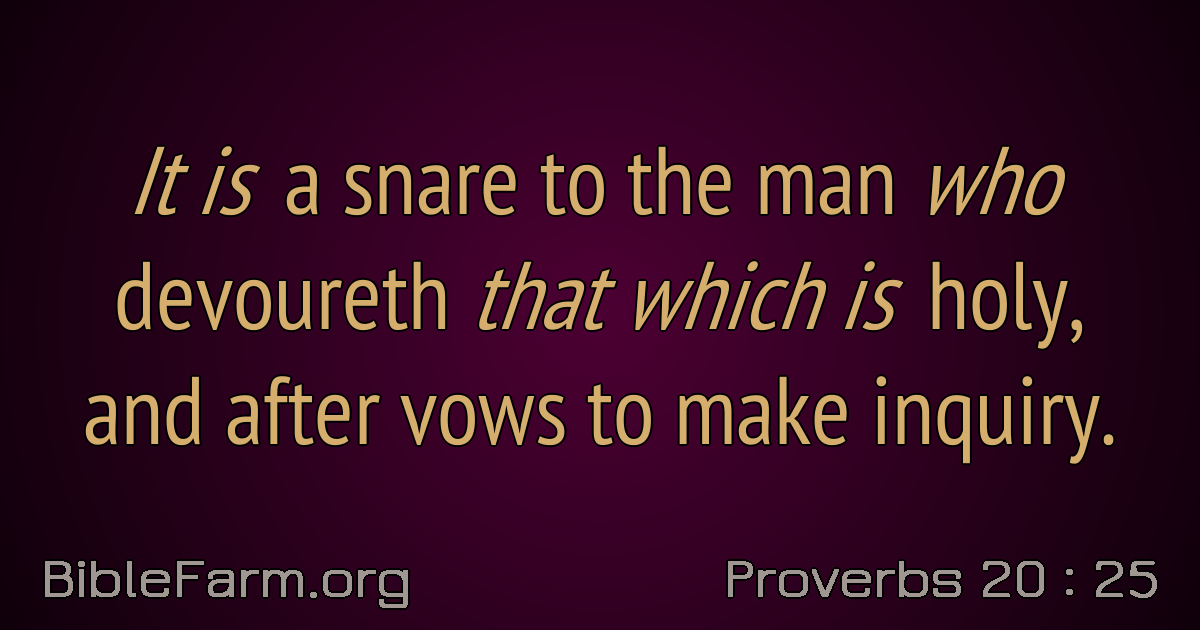 It is a snare to the man who
devoureth that which is holy,
and after vows to make inquiry.
BibleFarm.org
Proverbs 20 : 25